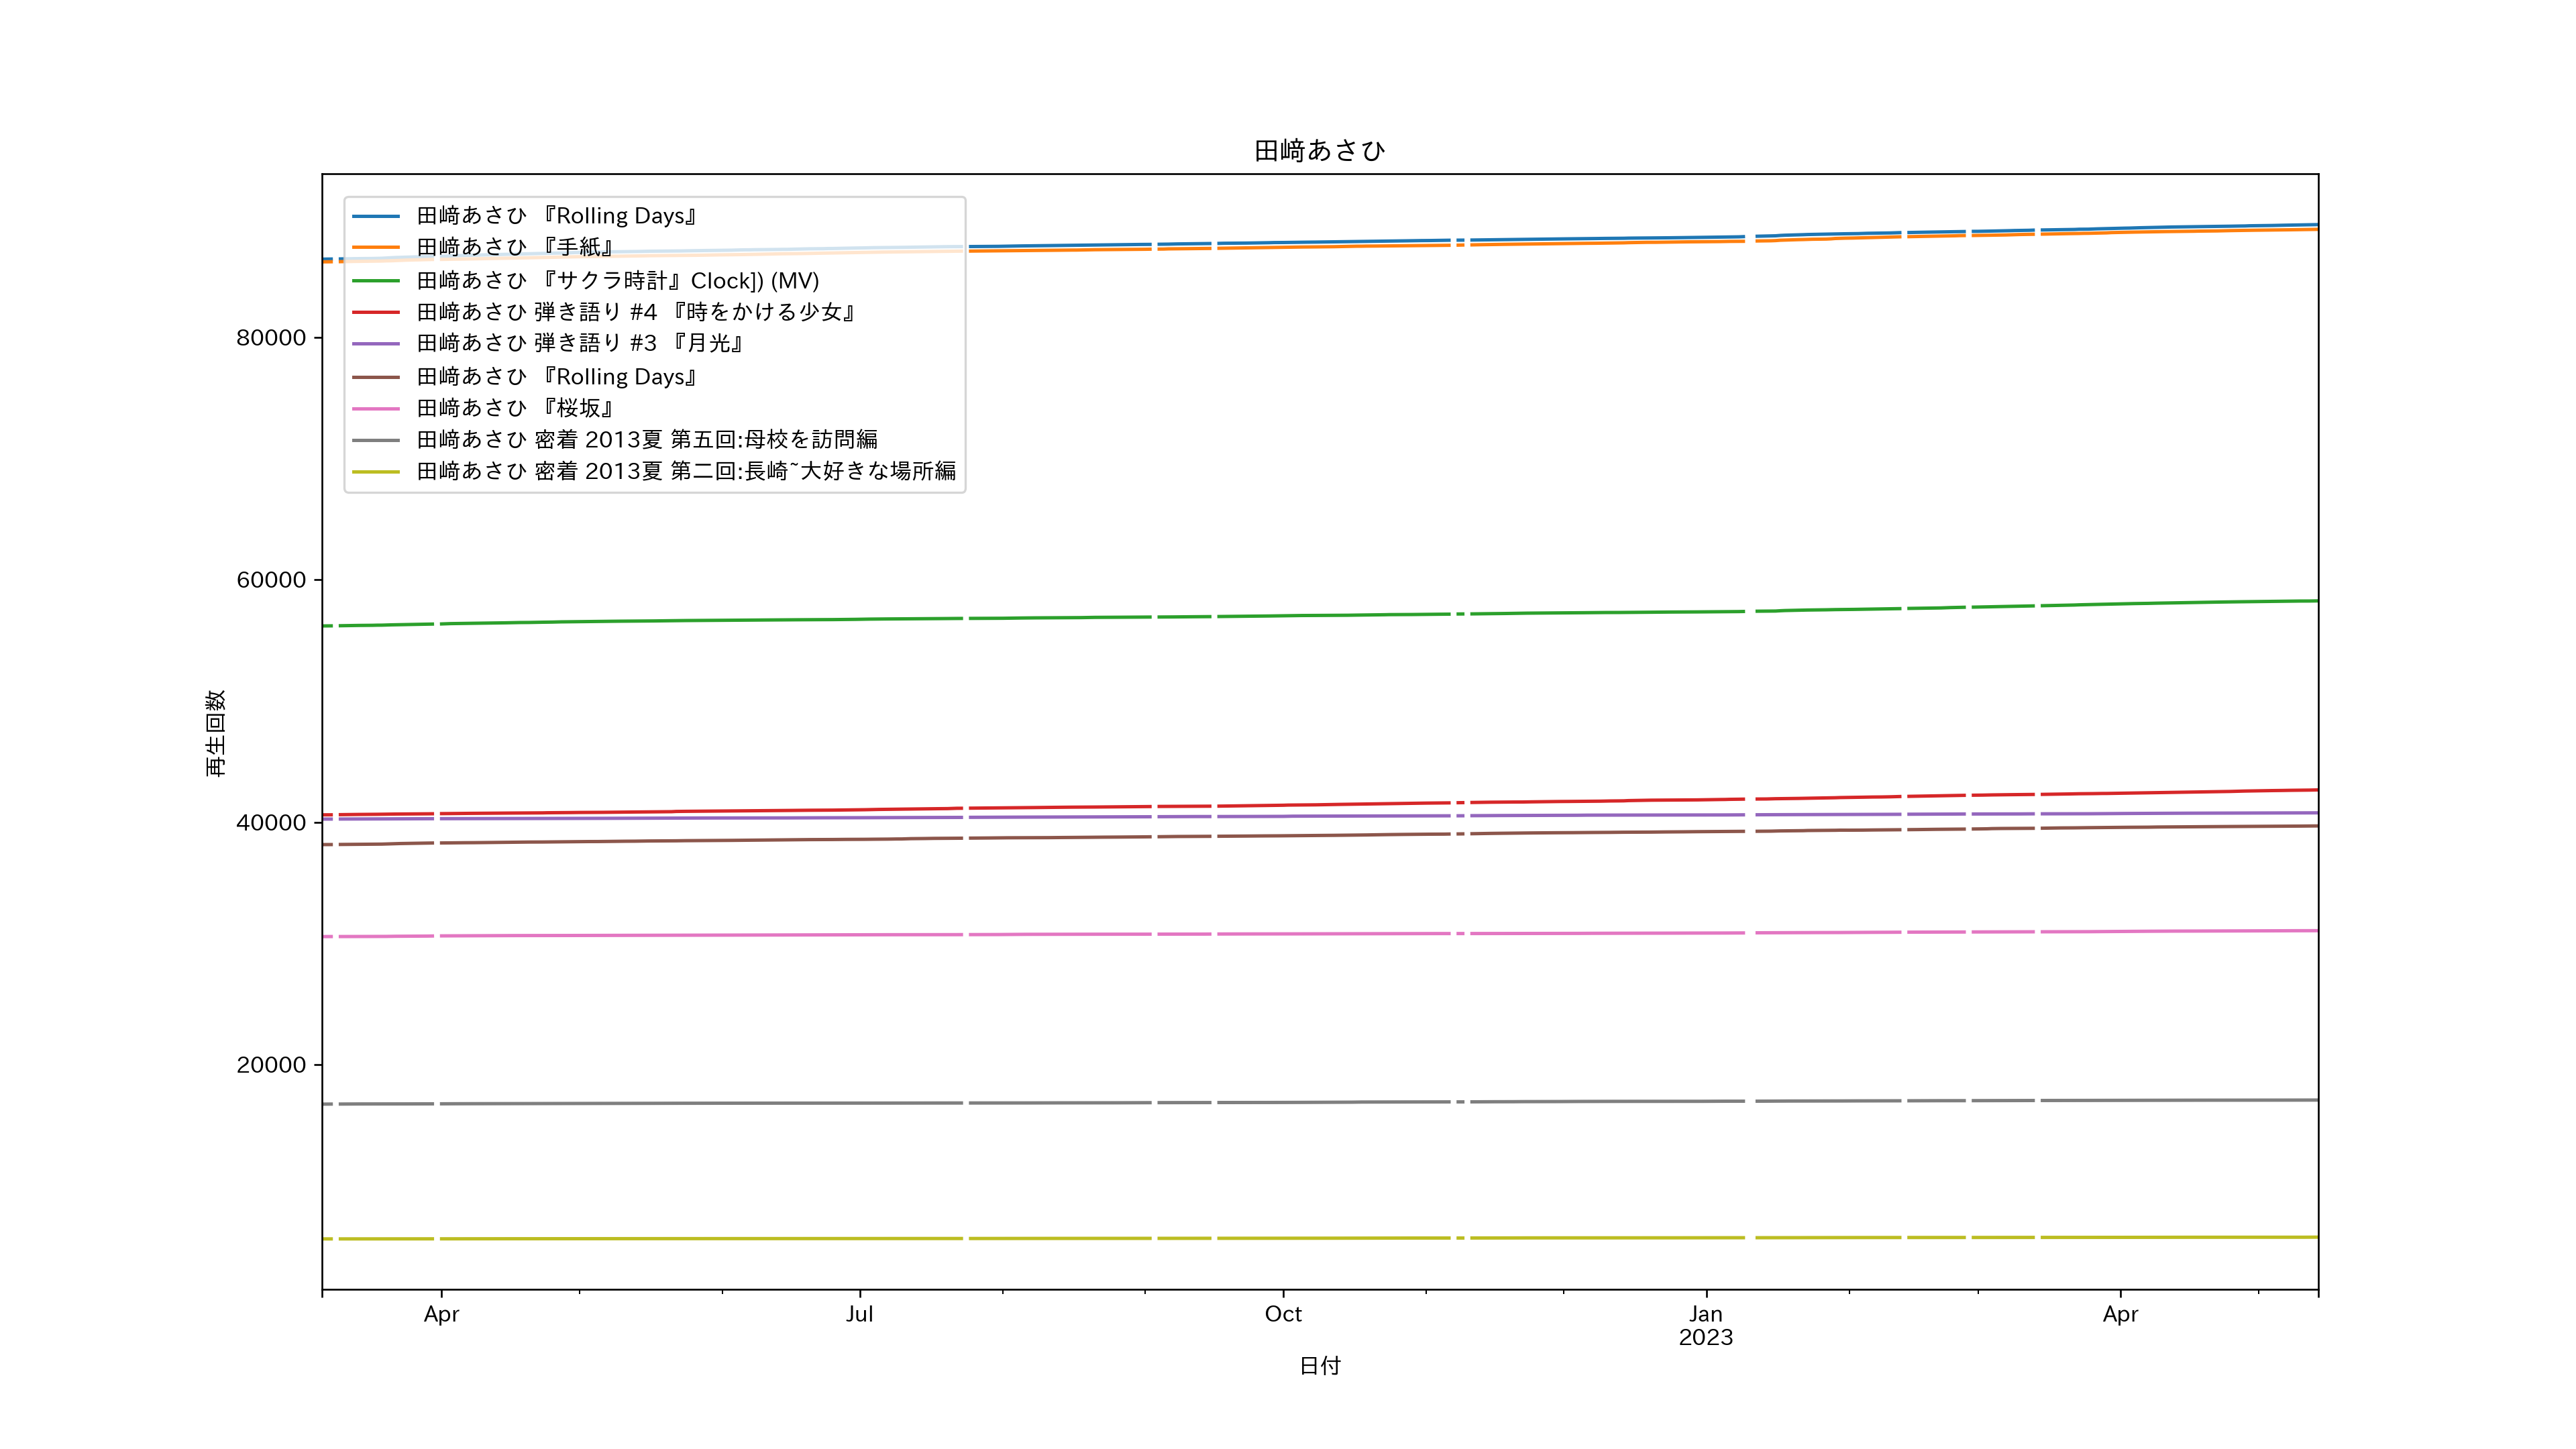 田﨑あさひ
田﨑あさひ 『Rolling Days』
田﨑あさひ 『手紙』
田﨑あさひ 『サクラ時計』Clock]) (MV)
田﨑あさひ 弾き語り #4 『時をかける少女』
田﨑あさひ 弾き語り #3 『月光』
田﨑あさひ 『Rolling Days』
田﨑あさひ 『桜坂』
田﨑あさひ 密着 2013夏 第五回:母校を訪問編
田﨑あさひ 密着 2013夏 第二回:長崎~大好きな場所編
80000
60000
40000
20000
再生回数
Apr
Jul
Oct
Jan
2023
Apr
日付